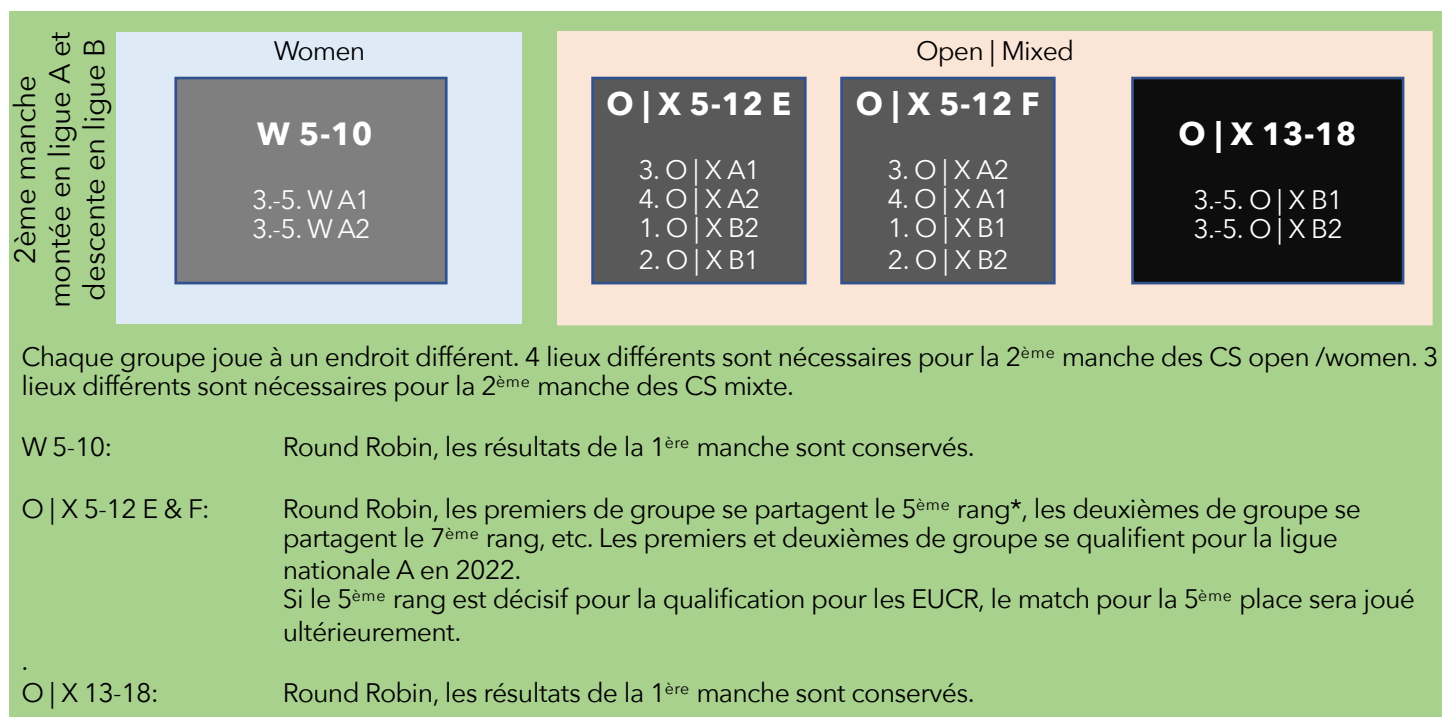 2ème manche
montée en ligue A et
descente en ligue B
Women
W 5-10
3.-5. W A1
3.-5. W A2
Open | Mixed
O | X 5-12 E
3. O | X A1
4. O | X A2
1. O | X B2
2. O | X B1
O | X 5-12 F
3. O | X A2
4. O | X A1
1. O | X B1
2. O | X B2
O | X 13-18
3.-5. O | X B1
3.-5. O | X B2
Chaque groupe joue à un endroit différent. 4 lieux différents sont nécessaires pour la 2ème manche des CS open /women. 3
lieux différents sont nécessaires pour la 2ème manche des CS mixte.
W 5-10: Round Robin, les résultats de la 1ère manche sont conservés.
O | X 5-12 E & F: Round Robin, les premiers de groupe se partagent le 5ème rang*, les deuxièmes de groupe se
partagent le 7ème rang, etc. Les premiers et deuxièmes de groupe se qualifient pour la ligue
nationale A en 2022.
Si le 5ème rang est décisif pour la qualification pour les EUCR, le match pour la 5ème place sera joué
ultérieurement.
.
O | X 13-18: Round Robin, les résultats de la 1ère manche sont conservés.